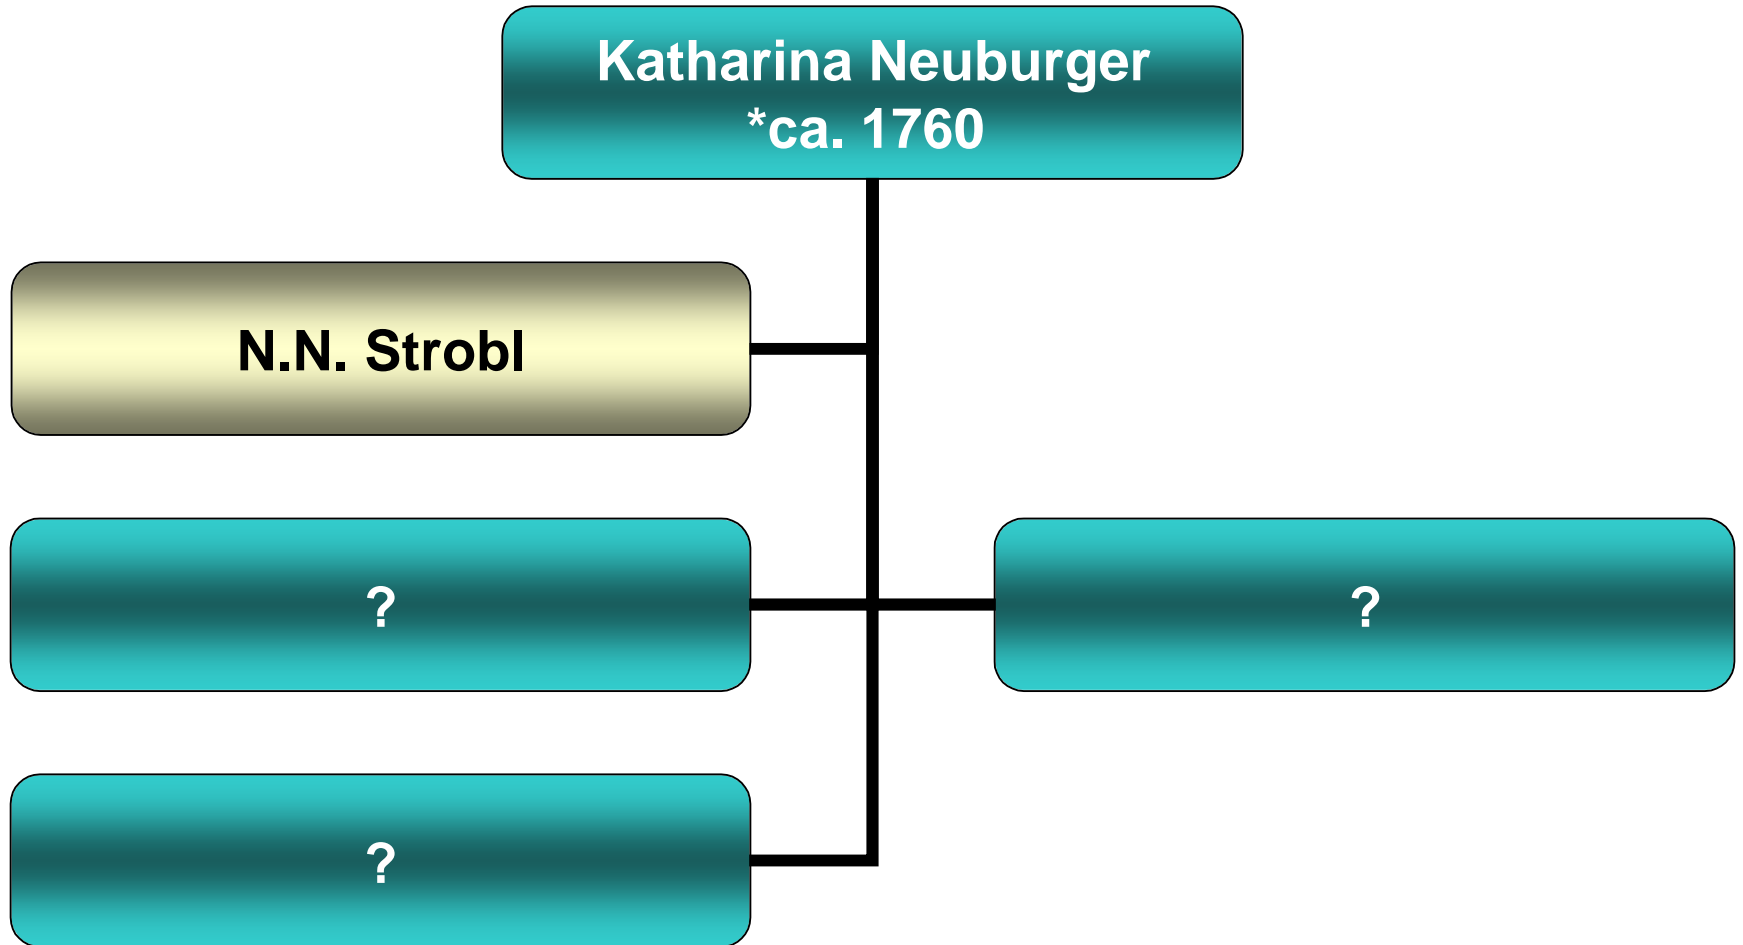 Katharina Neuburger
*ca. 1760
N.N. Strobl
?
?
?